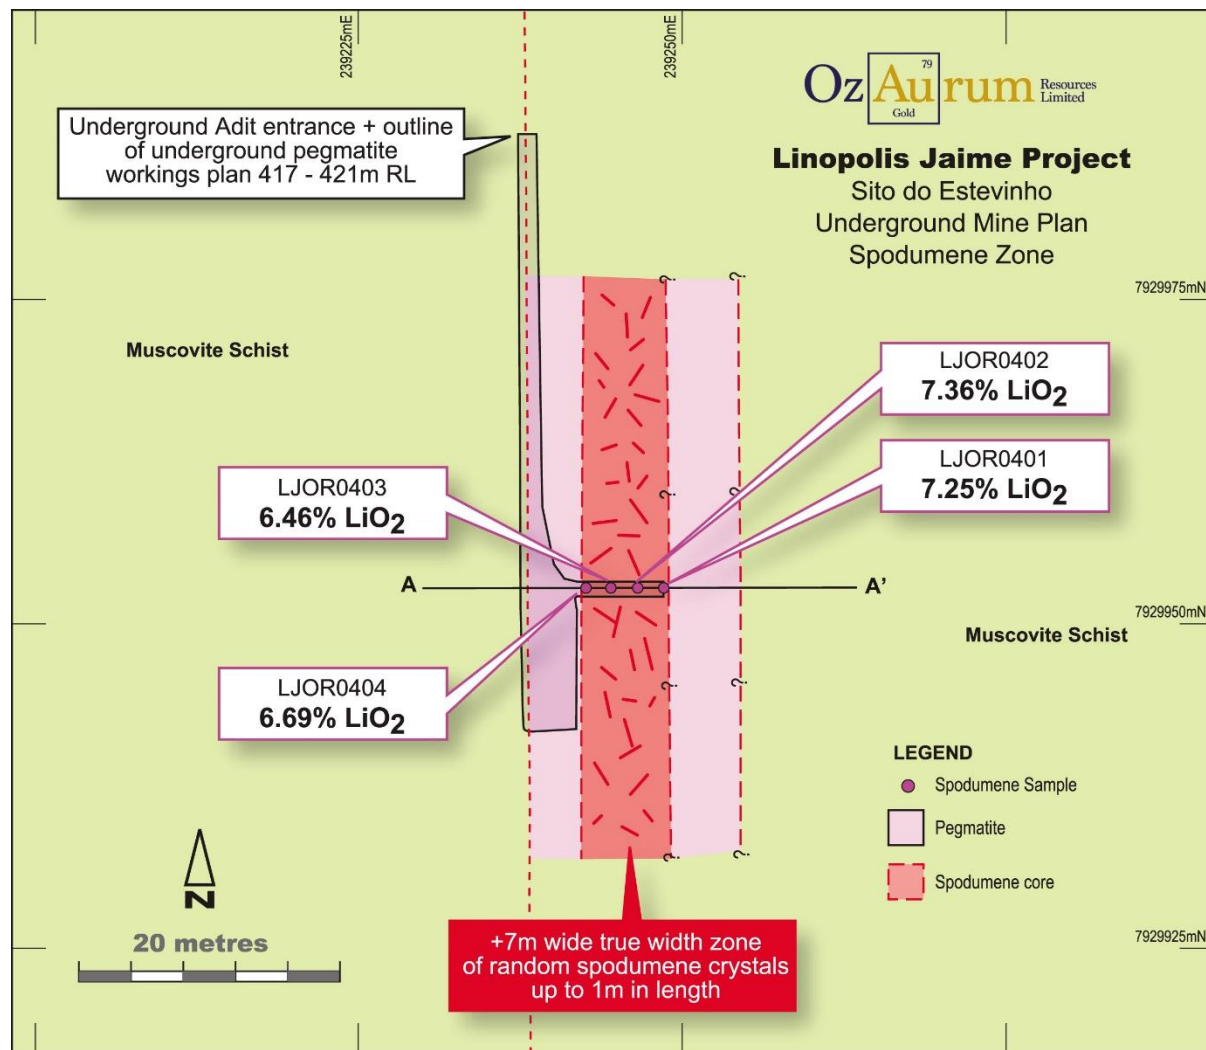 239225mE
239250mE
79
Oz Au rum Resources
Limited
Gold
Linopolis Jaime Project
Sito do Estevinho
Underground Mine Plan
Spodumene Zone
Underground Adit entrance + outline
of underground pegmatite
workings plan 417 - 421m RL
? ?
7929975mN
Muscovite Schist
LJOR0402
7.36% LiO2
LJOR0401
7.25% LiO2
LJOR0403
6.46% LiO2
? ?
A A'
7929950mN
Muscovite Schist
LJOR0404
6.69% LiO2
? ?
LEGEND
Spodumene Sample
Pegmatite
Spodumene core
? ?
N
20 metres
+7m wide true width zone
of random spodumene crystals
up to 1m in length
7929925mN